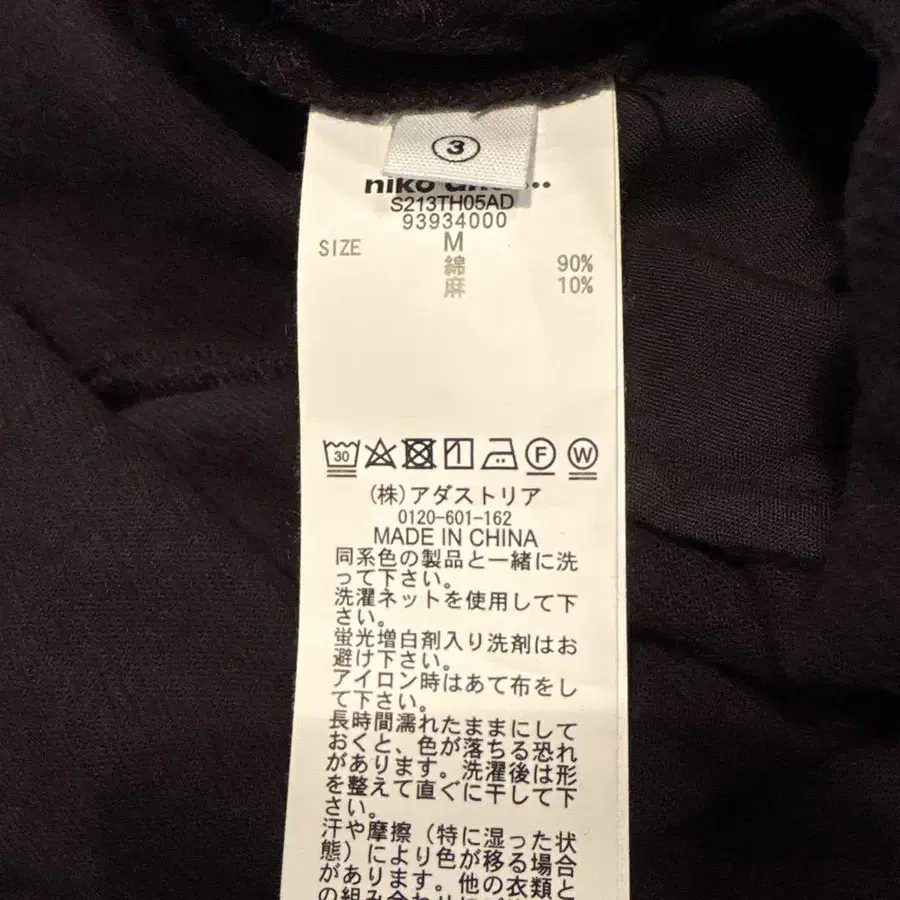 3
niko
S213TH05AD
93934000
SIZE M
綿 90%
麻 10%
30 F W
(株)アダストリア
0120-601-162
MADE IN CHINA
同系色の製品と一緒に洗
って下さい。
洗濯ネットを使用して下
さい。
蛍光増白剤入り洗剤はお
避け下さい。
アイロン時はあて布をし
て下さい。
長時間濡れたままにして
おくと、色が落ちる恐れ
があります。洗濯後は形
を整えて直ぐに干して下
さい。
汗や摩擦(特に湿った状
態)により色が移る場合
があります。他の衣類と
の組み合わ